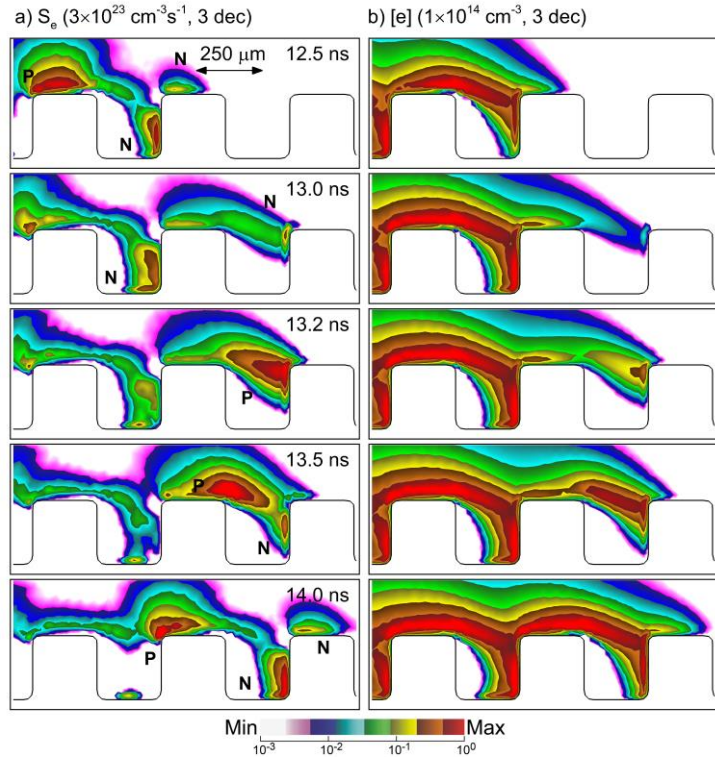 a) Sₑ (3×10²³ cm⁻³s⁻¹, 3 dec)
b) [e] (1×10¹⁴ cm⁻³, 3 dec)
P
N
N
250 μm
12.5 ns
N
N
13.0 ns
P
13.2 ns
P
N
13.5 ns
P
N
N
14.0 ns
Min
Max
10⁻³
10⁻²
10⁻¹
10⁰